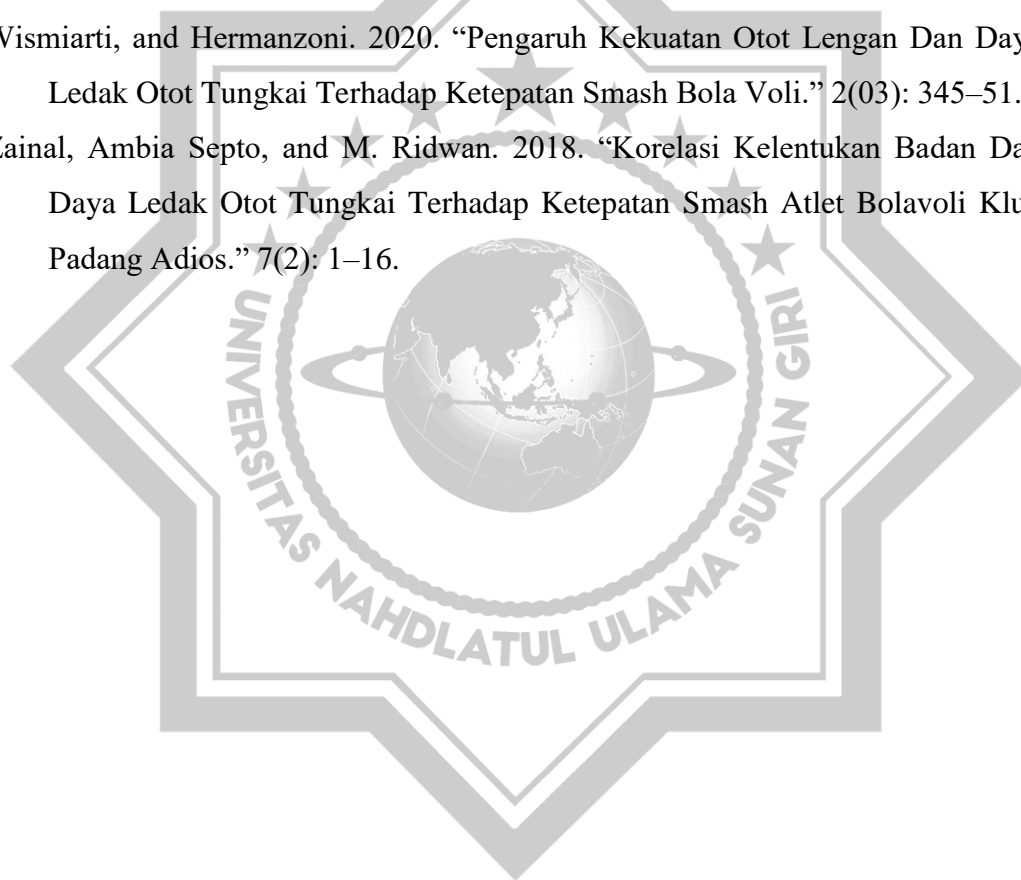 Wismiarti, and Hermanzoni. 2020. “Pengaruh Kekuatan Otot Lengan Dan Day
Ledak Otot Tungkai Terhadap Ketepatan Smash Bola Voli.” 2(03): 345–51.
Zainal, Ambia Septo, and M. Ridwan. 2018. “Korelasi Kelentukan Badan Da
Daya Ledak Otot Tungkai Terhadap Ketepatan Smash Atlet Bolavoli Klu
Padang Adios.” 7(2): 1–16.
UNIVERSITAS NAHDLATUL ULAMA SUNAN GIRI